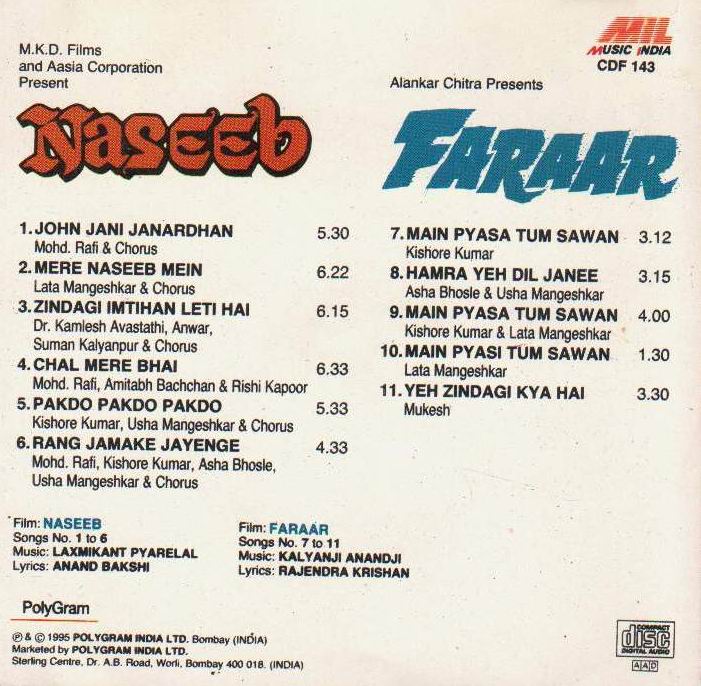 M.K.D. Films
and Aasia Corporation
Present
NASEEB
1. JOHN JANI JANARDHAN 5.30
Mohd. Rafi & Chorus
2. MERE NASEEB MEIN 6.22
Lata Mangeshkar & Chorus
3. ZINDAGI IMTIHAN LETI HAI 6.15
Dr. Kamlesh Avastathi, Anwar,
Suman Kalyanpur & Chorus
4. CHAL MERE BHAI 6.33
Mohd. Rafi, Amitabh Bachchan & Rishi Kapoor
5. PAKDO PAKDO PAKDO 5.33
Kishore Kumar, Usha Mangeshkar & Chorus
6. RANG JAMAKE JAYENGE 4.33
Mohd. Rafi, Kishore Kumar, Asha Bhosle,
Usha Mangeshkar & Chorus
MIL
MUSIC INDIA
CDF 143
Alankar Chitra Presents
FARAAR
7. MAIN PYASA TUM SAWAN 3.12
Kishore Kumar
8. HAMRA YEH DIL JANEE 3.15
Asha Bhosle & Usha Mangeshkar
9. MAIN PYASA TUM SAWAN 4.00
Kishore Kumar & Lata Mangeshkar
10. MAIN PYASI TUM SAWAN 1.30
Lata Mangeshkar
11. YEH ZINDAGI KYA HAI 3.30
Mukesh
Film: NASEEB
Songs No. 1 to 6
Music: LAXMIKANT PYARELAL
Lyrics: ANAND BAKSHI
Film: FARAAR
Songs No. 7 to 11
Music: KALYANJI ANANDJI
Lyrics: RAJENDRA KRISHAN
PolyGram
℗ & © 1995 POLYGRAM INDIA LTD. Bombay (INDIA)
Marketed by POLYGRAM INDIA LTD.
Sterling Centre, Dr. A.B. Road, Worli, Bombay 400 018. (INDIA)
COMPACT
disc
DIGITAL AUDIO
AAD